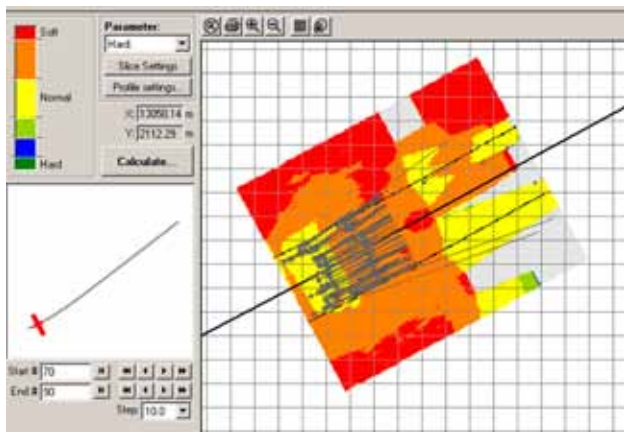 Soft
Normal
Hard
Parameter:
Hard
Slice Settings
Profile settings...
X: 13058.14 m
Y: 2112.29 m
Calculate...
Start # 70
End # 90
Step 10.0